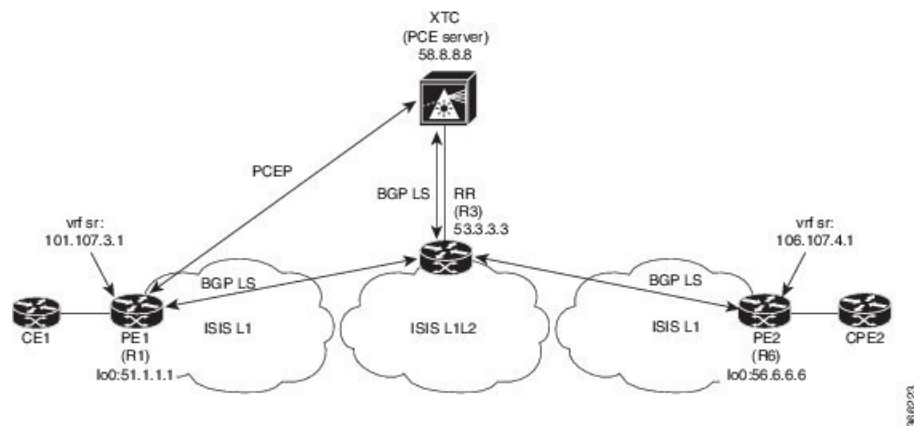 XTC
(PCE server)
58.8.8.8
PCEP
BGP LS
RR
(R3)
53.3.3.3
vrf sr:
101.107.3.1
vrf sr:
106.107.4.1
BGP LS
BGP LS
ISIS L1
ISIS L1L2
ISIS L1
CE1
PE1
(R1)
lo0:51.1.1.1
PE2
(R6)
lo0:56.6.6.6
CPE2
366223